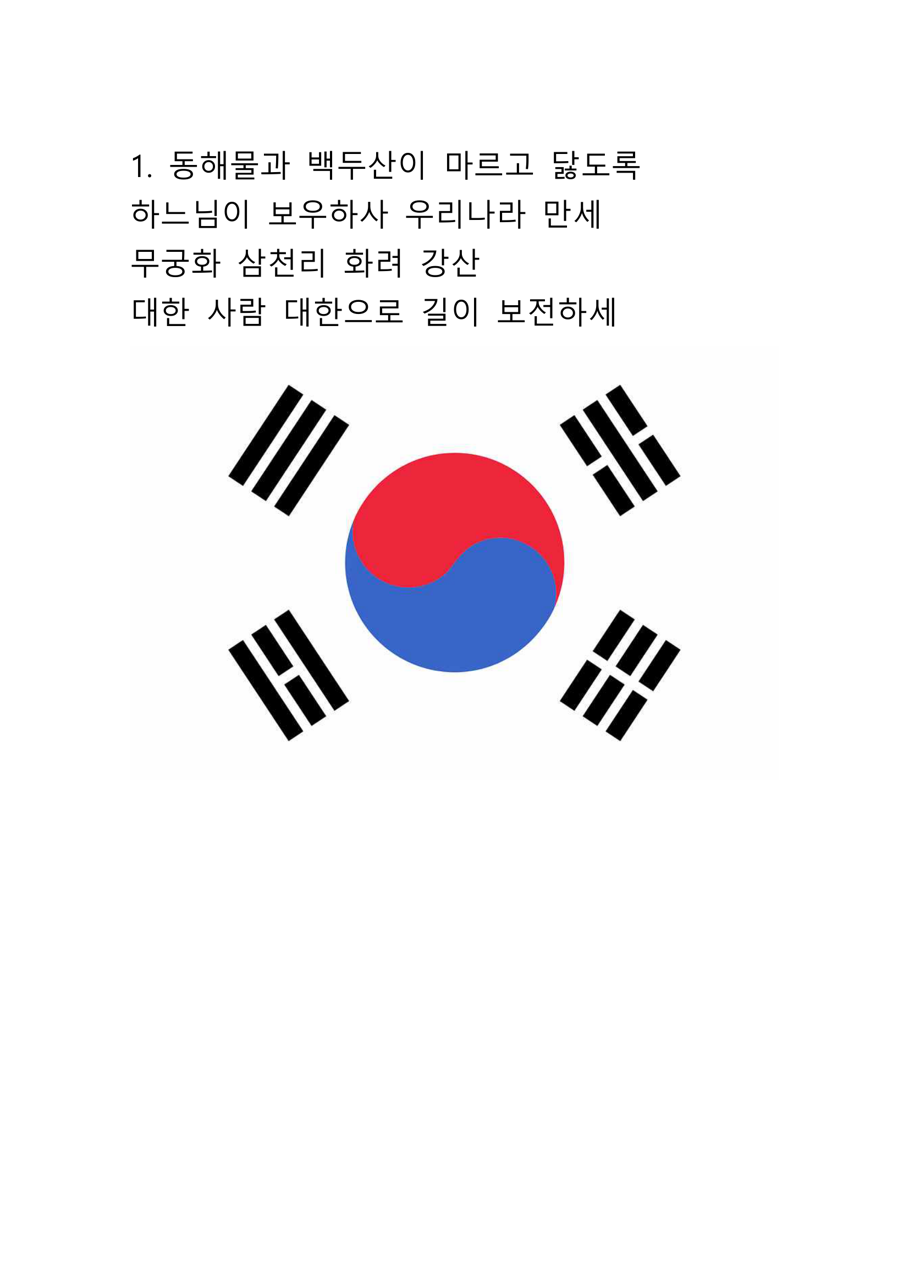 1. 동해물과 백두산이 마르고 닳도록
하느님이 보우하사 우리나라 만세
무궁화 삼천리 화려 강산
대한 사람 대한으로 길이 보전하세